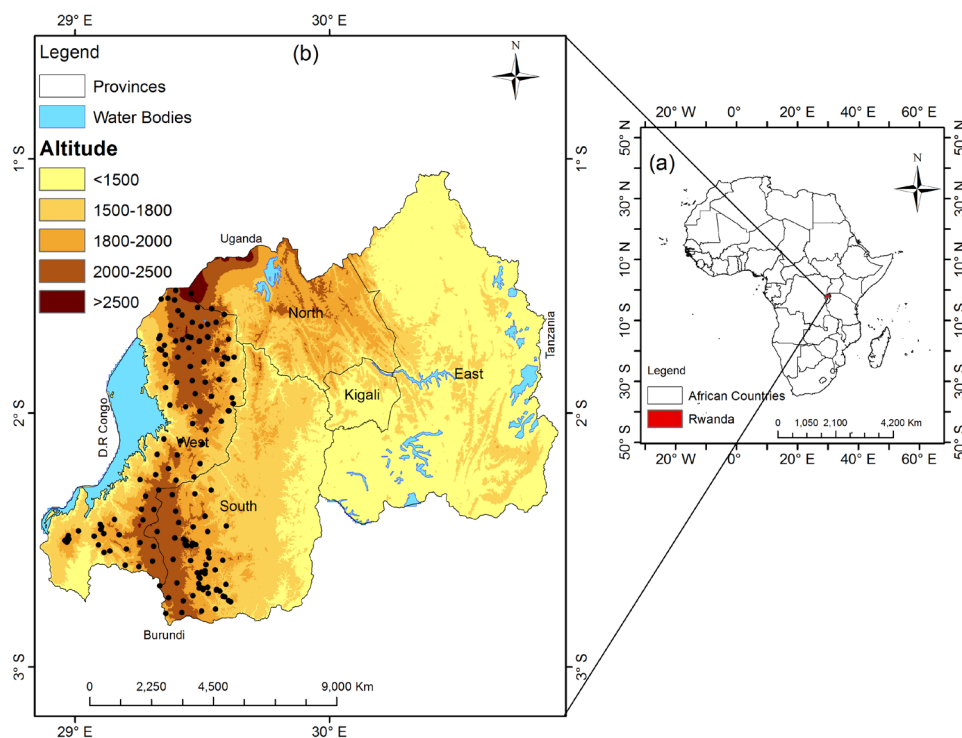 29° E
30° E
Legend
(b)
N
Provinces
Water Bodies
Altitude
<1500
1500-1800
1800-2000
2000-2500
>2500
1° S
1° S
Uganda
North
Tanzania
East
Kigali
2° S
2° S
D.R Congo
West
South
Burundi
3° S
3° S
0
2,250
4,500
9,000 Km
29° E
30° E
20° W
0°
20° E
40° E
60° E
50° N
50° N
(a)
N
30° N
30° N
10° N
10° N
10° S
10° S
30° S
30° S
Legend
African Countries
Rwanda
0
1,050
2,100
4,200 Km
50° S
50° S
20° W
0°
20° E
40° E
60° E